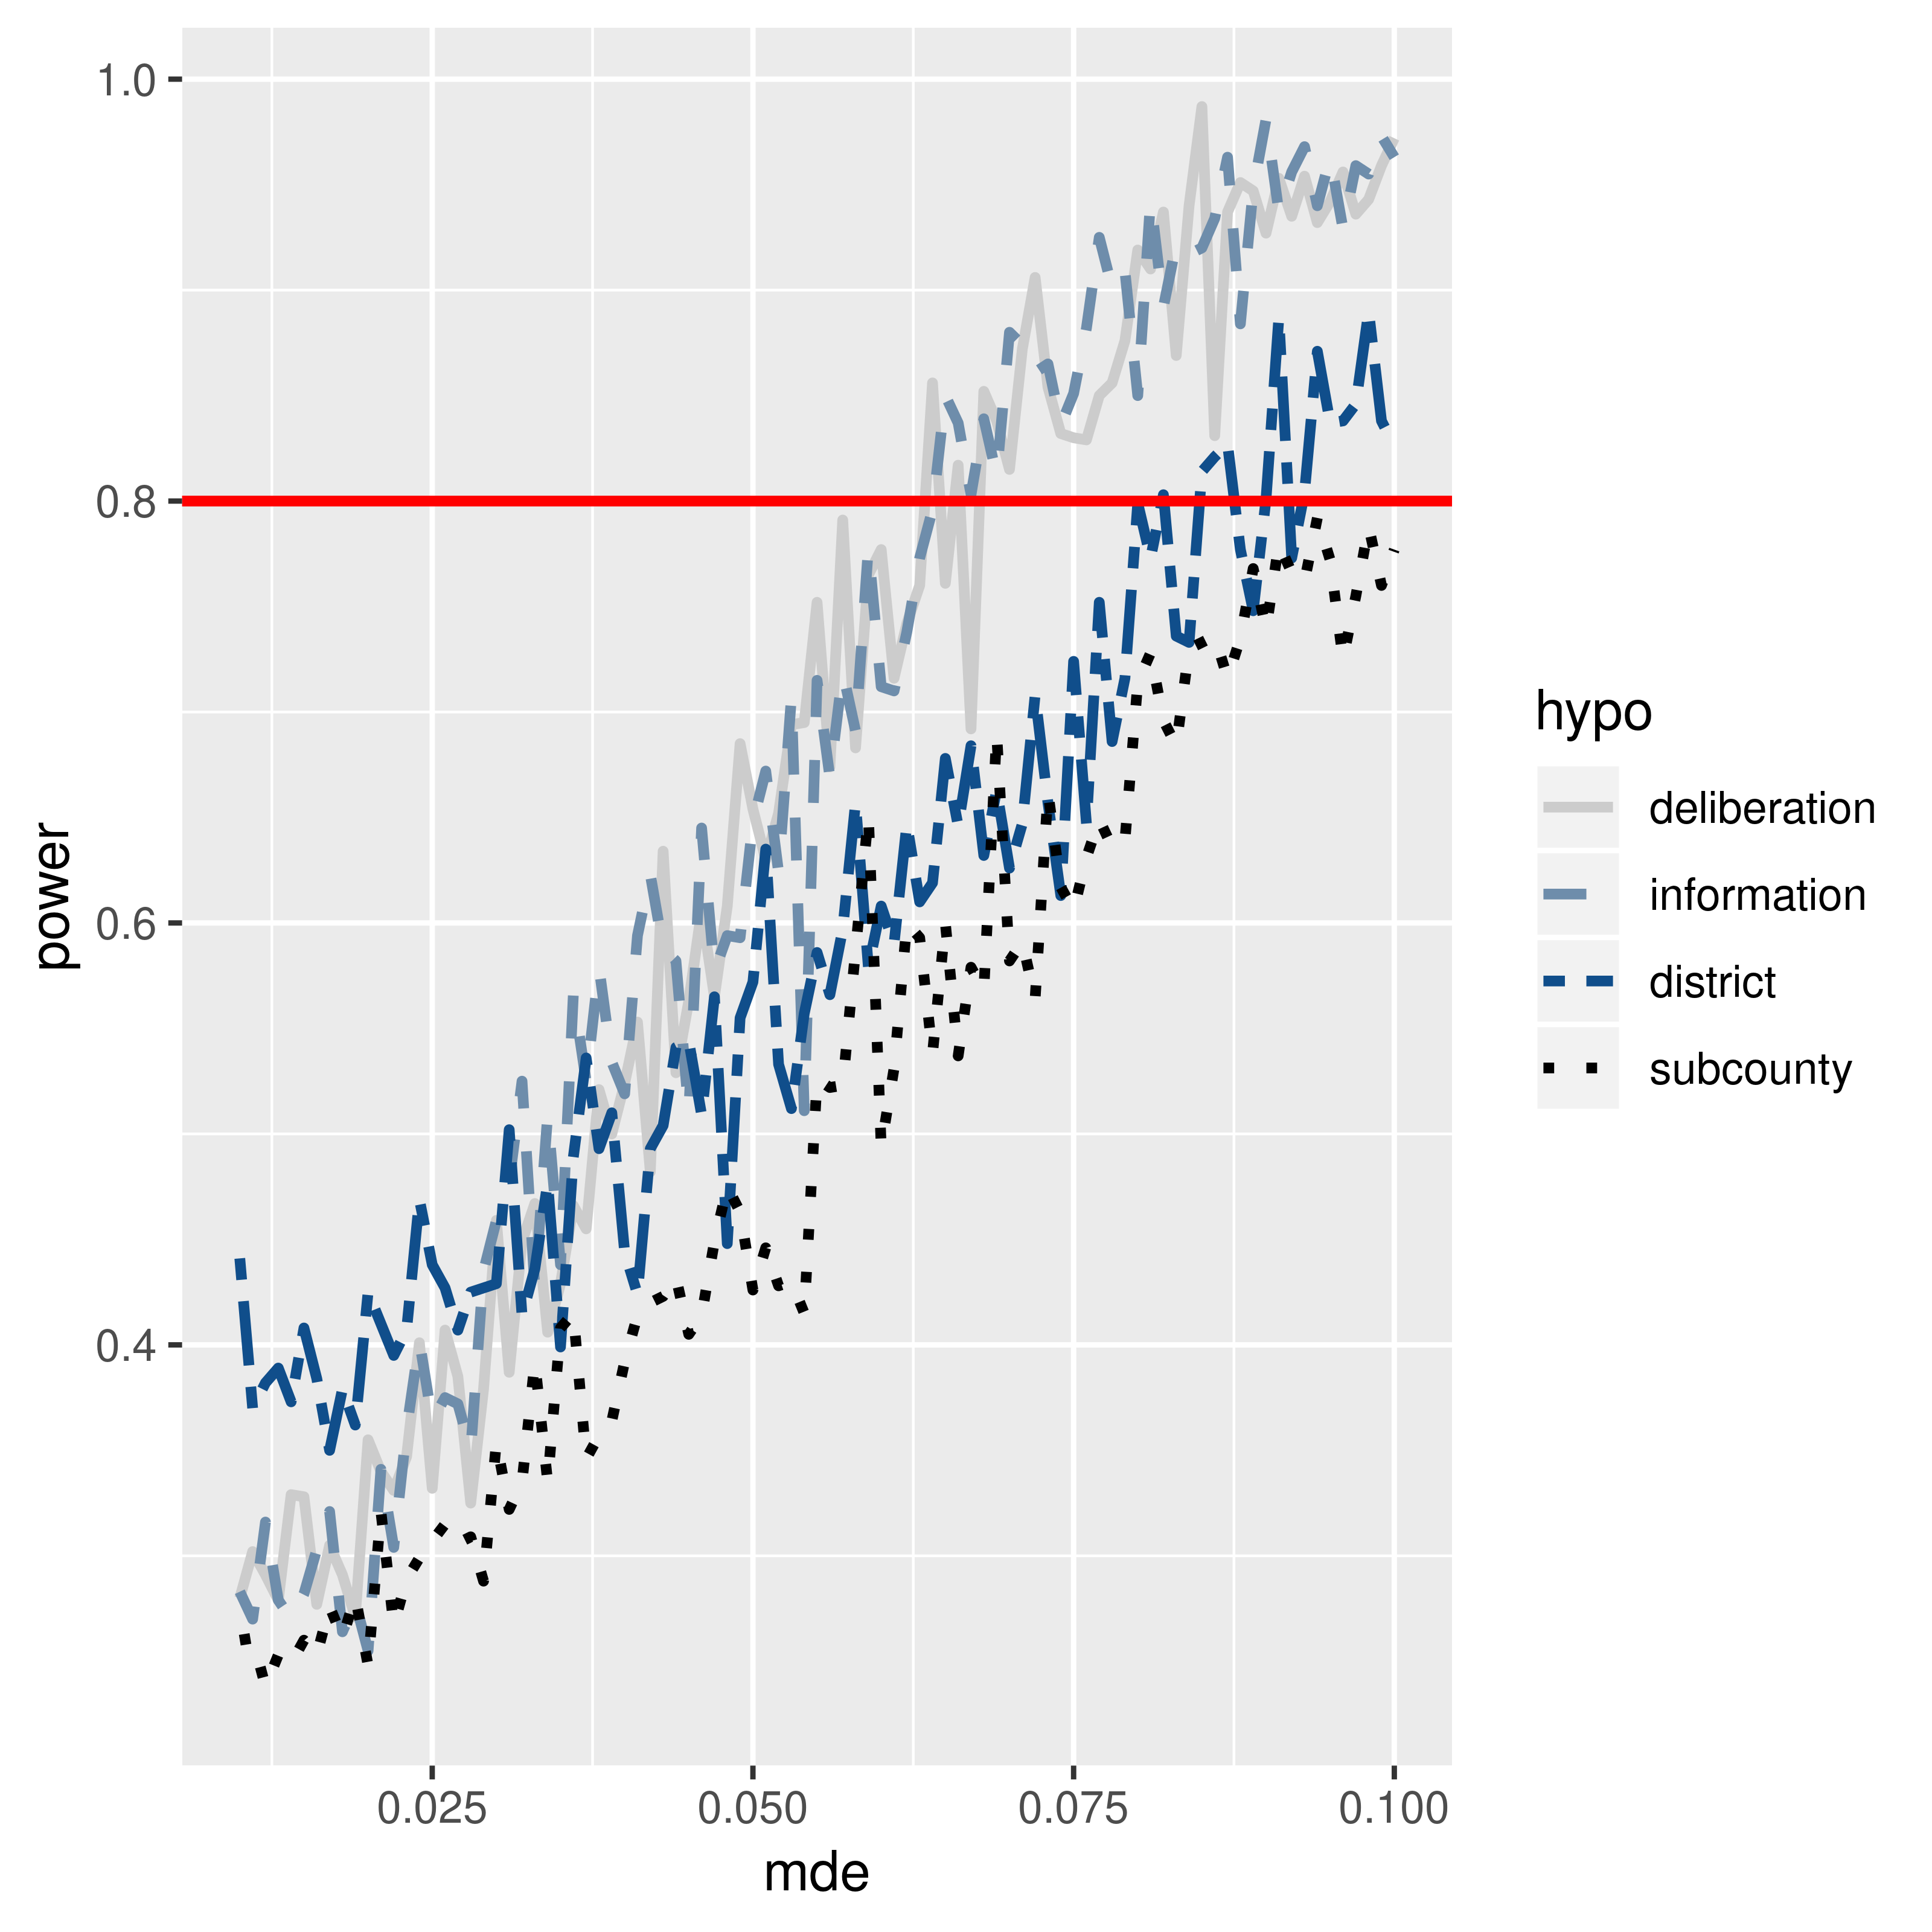 1.0
0.8
0.6
0.4
power
0.025 0.050 0.075 0.100
mde
hypo
deliberation
information
district
subcounty